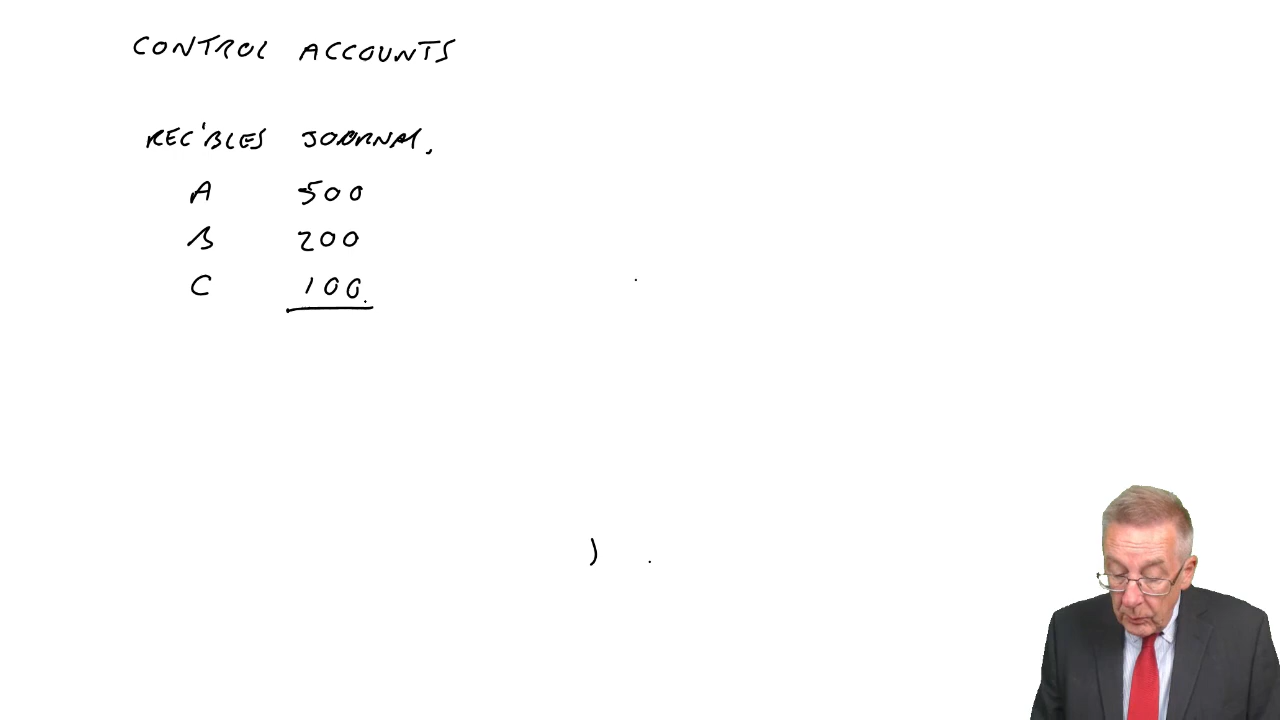 CONTROL ACCOUNTS
REC'BLES JOURNAL.
A 500
B 200
C 100
)